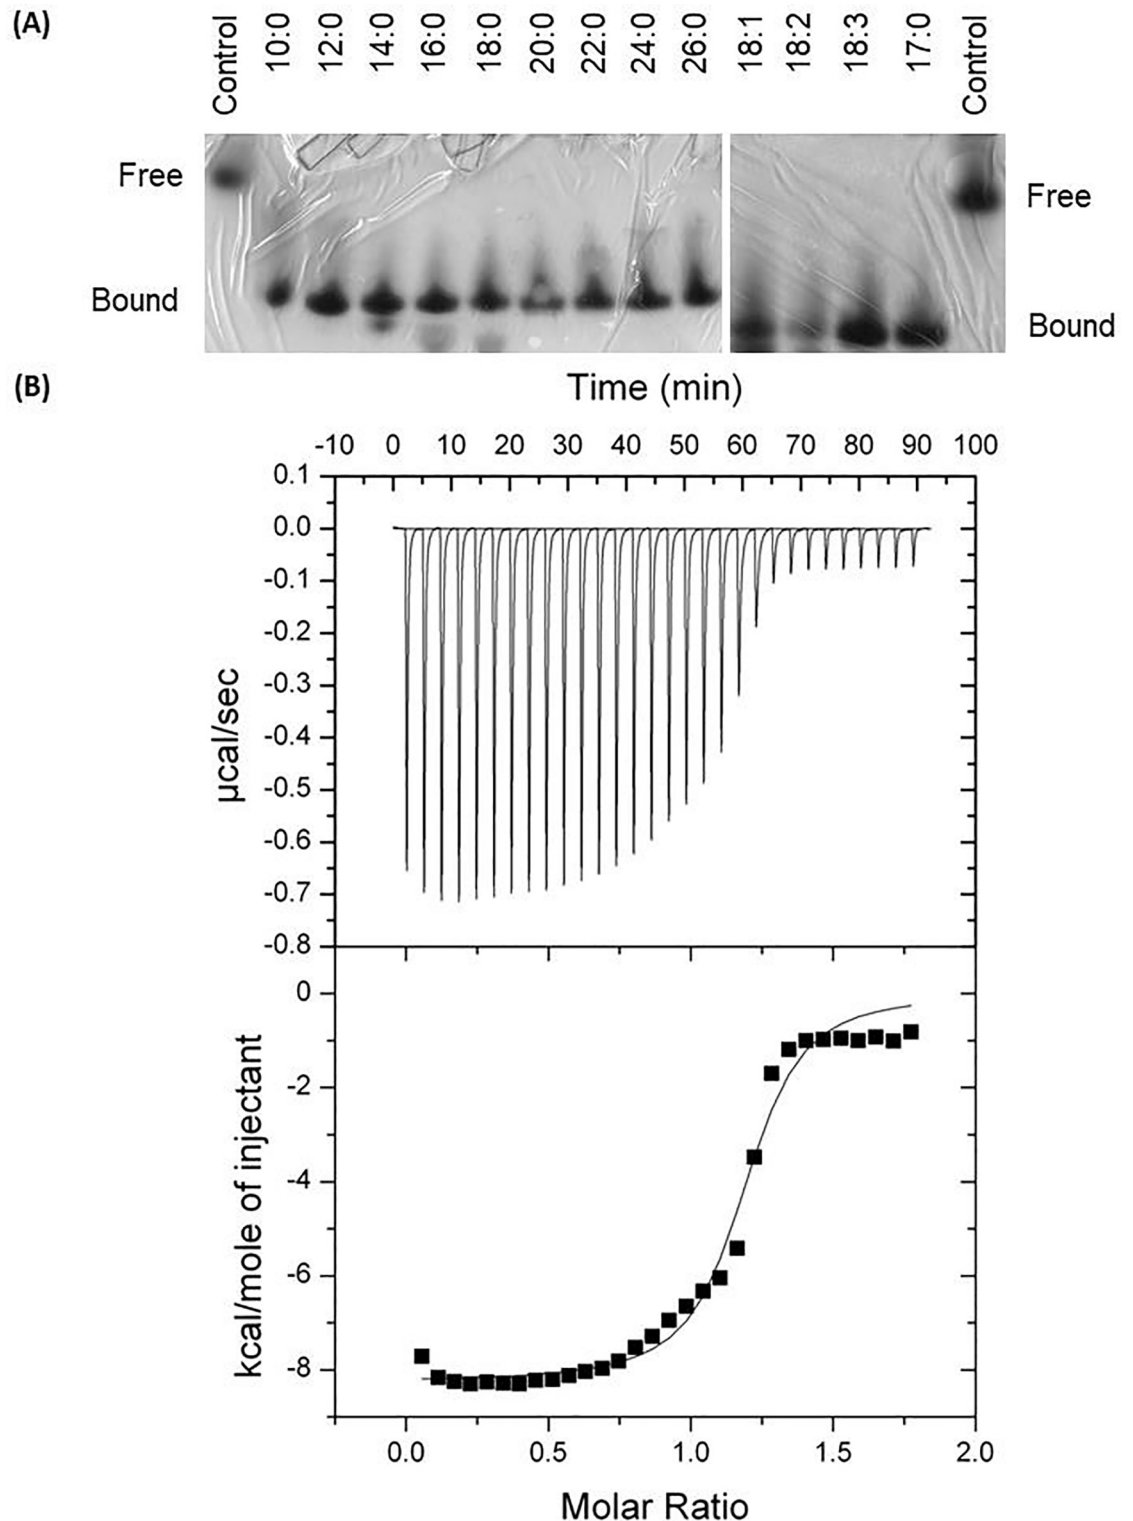 (A)
Control 10:0 12:0 14:0 16:0 18:0 20:0 22:0 24:0 26:0 18:1 18:2 18:3 17:0 Control
Free
Free
Bound
Bound
(B)
Time (min)
-10 0 10 20 30 40 50 60 70 80 90 100
0.1
0.0
-0.1
-0.2
-0.3
-0.4
-0.5
-0.6
-0.7
-0.8
µcal/sec
0
-2
-4
-6
-8
kcal/mole of injectant
0.0 0.5 1.0 1.5 2.0
Molar Ratio